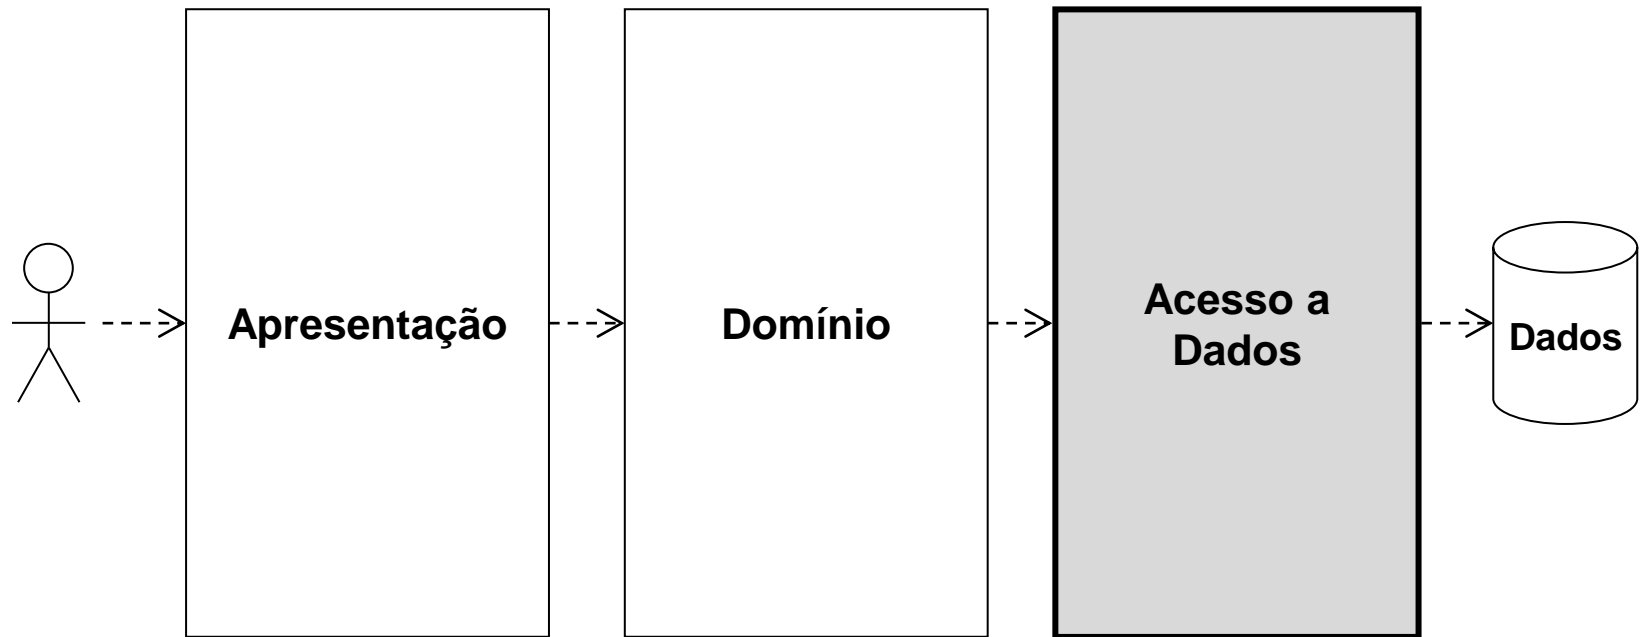 Apresentação
Domínio
Acesso a
Dados
Dados